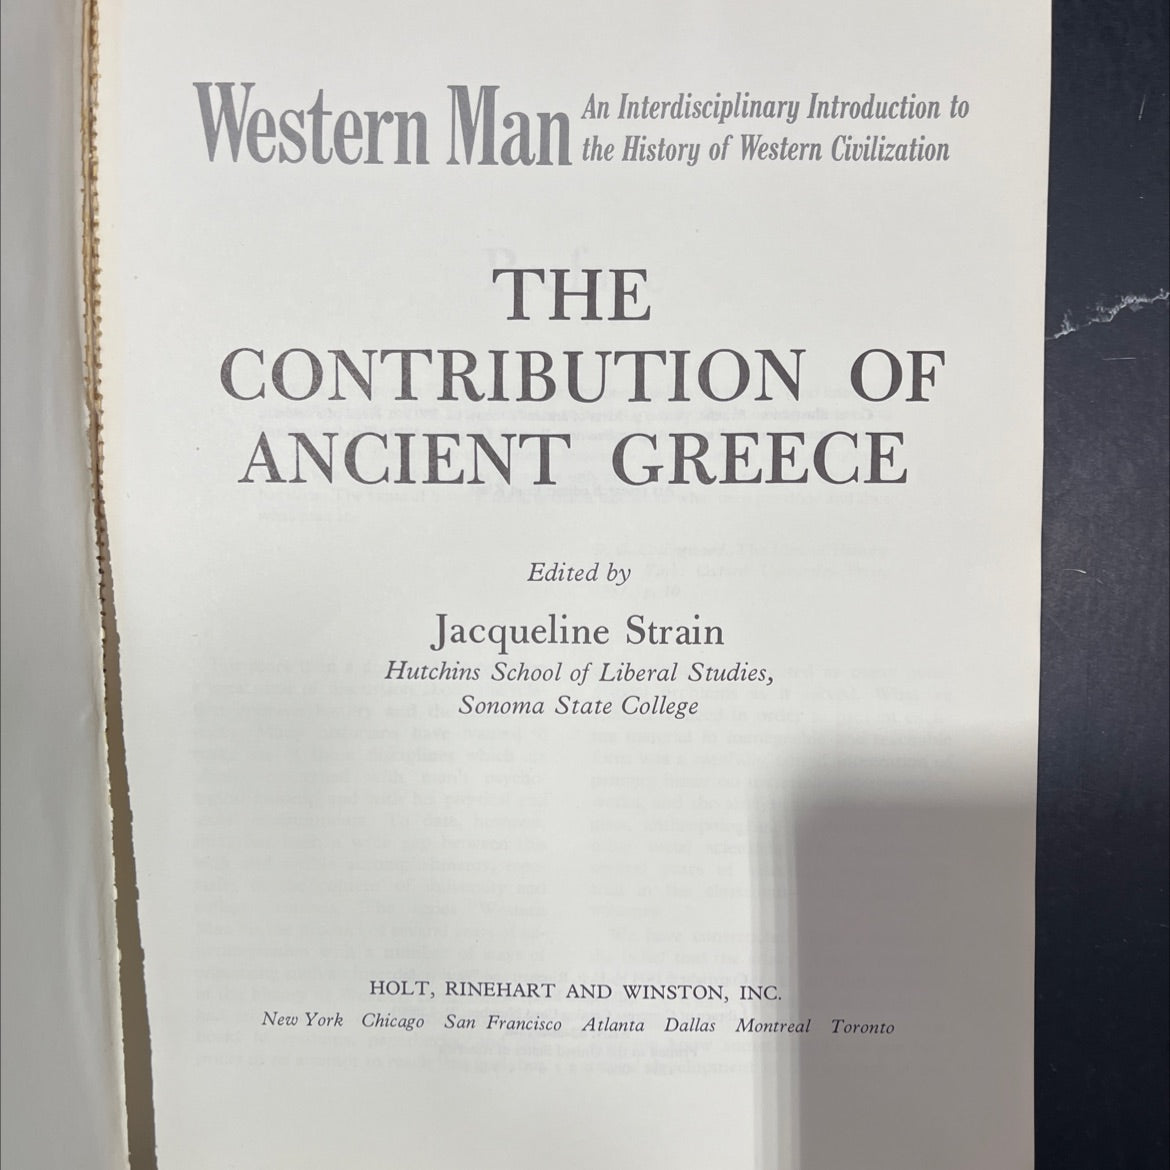 Western Man An Interdisciplinary Introduction to
the History of Western Civilization
THE
CONTRIBUTION OF
ANCIENT GREECE
Edited by
Jacqueline Strain
Hutchins School of Liberal Studies,
Sonoma State College
HOLT, RINEHART AND WINSTON, INC.
New York Chicago San Francisco Atlanta Dallas Montreal Toronto